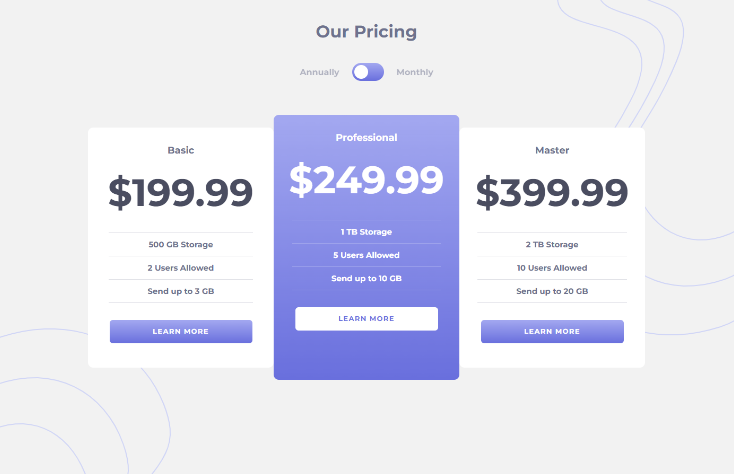 Our Pricing
Annually Monthly
Basic
$199.99
500 GB Storage
2 Users Allowed
Send up to 3 GB
LEARN MORE
Professional
$249.99
1 TB Storage
5 Users Allowed
Send up to 10 GB
LEARN MORE
Master
$399.99
2 TB Storage
10 Users Allowed
Send up to 20 GB
LEARN MORE